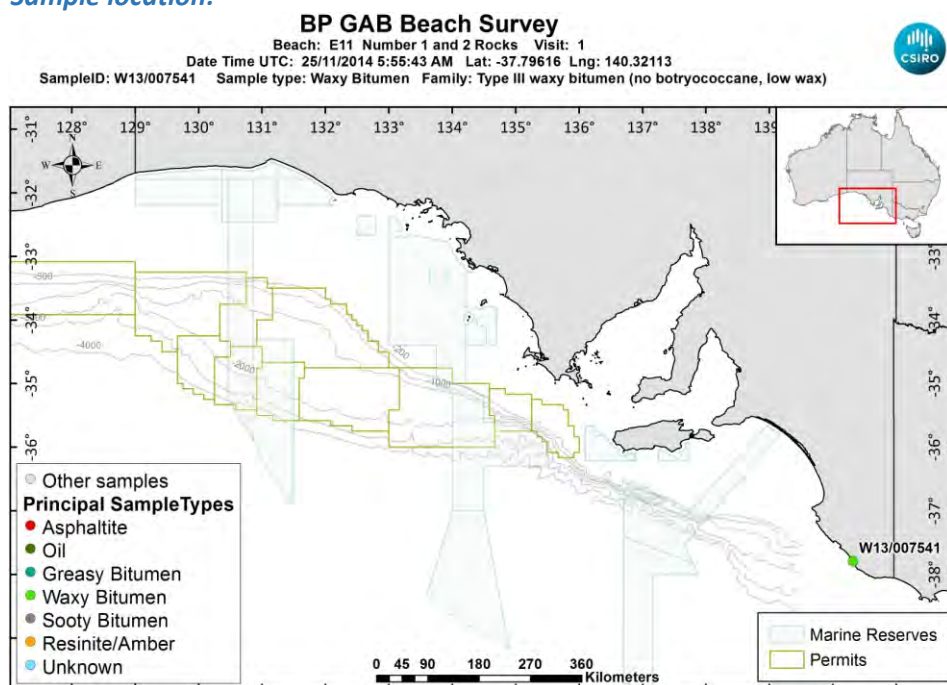 Sample location:
BP GAB Beach Survey
Beach: E11 Number 1 and 2 Rocks Visit: 1
Date Time UTC: 25/11/2014 5:55:43 AM Lat: -37.79616 Lng: 140.32113
SampleID: W13/007541 Sample type: Waxy Bitumen Family: Type III waxy bitumen (no botryococcane, low wax)
CSIRO
128° 129° 130° 131° 132° 133° 134° 135° 136° 137° 138° 139
-31°
-32°
-33°
-34°
-35°
-36°
-33°
-34°
-35°
-36°
-37°
-38°
N
W E
S
-200
-1000
-2000
-4000
W13/007541
Other samples
Principal SampleTypes
Asphaltite
Oil
Greasy Bitumen
Waxy Bitumen
Sooty Bitumen
Resinite/Amber
Unknown
0 45 90 180 270 360
Kilometers
Marine Reserves
Permits